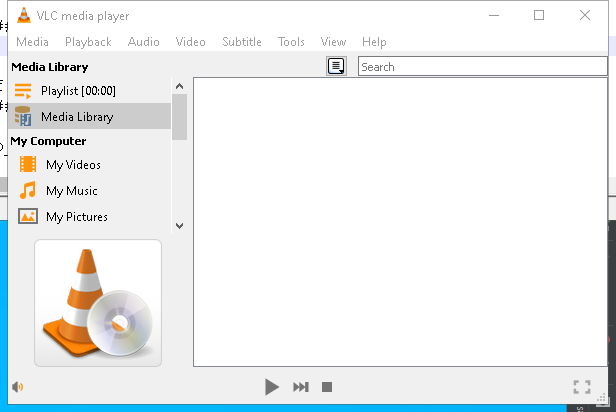 VLC media player
Media Playback Audio Video Subtitle Tools View Help
Media Library
Search
Playlist [00:00]
Media Library
My Computer
My Videos
My Music
My Pictures